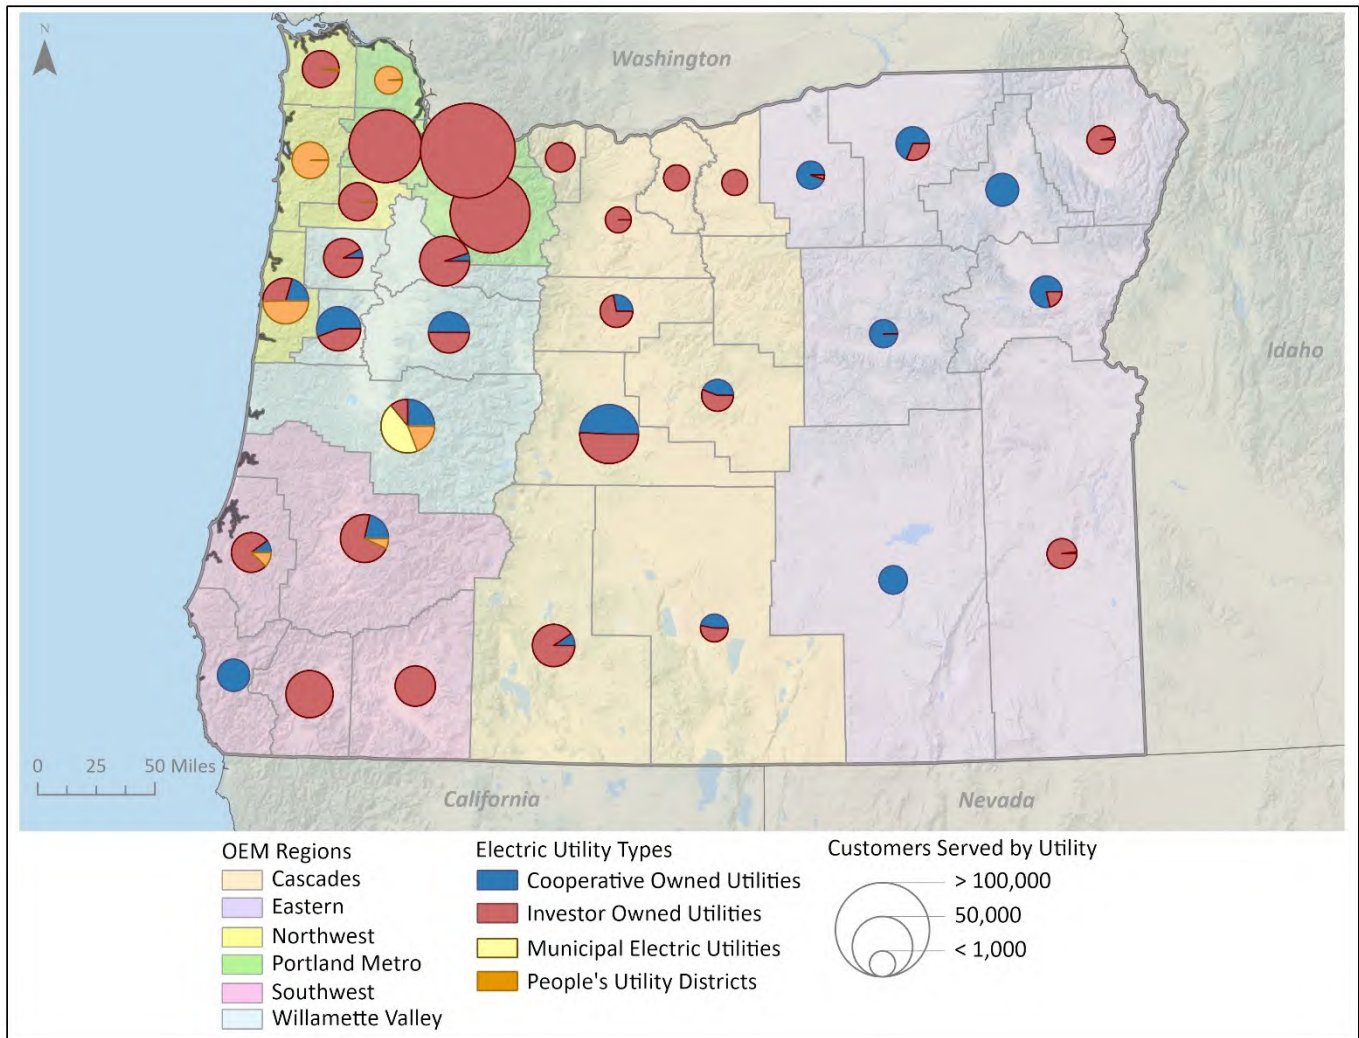 N
Washington
Idaho
0 25 50 Miles
California
Nevada
OEM Regions
Cascades
Eastern
Northwest
Portland Metro
Southwest
Willamette Valley
Electric Utility Types
Cooperative Owned Utilities
Investor Owned Utilities
Municipal Electric Utilities
People's Utility Districts
Customers Served by Utility
> 100,000
50,000
< 1,000